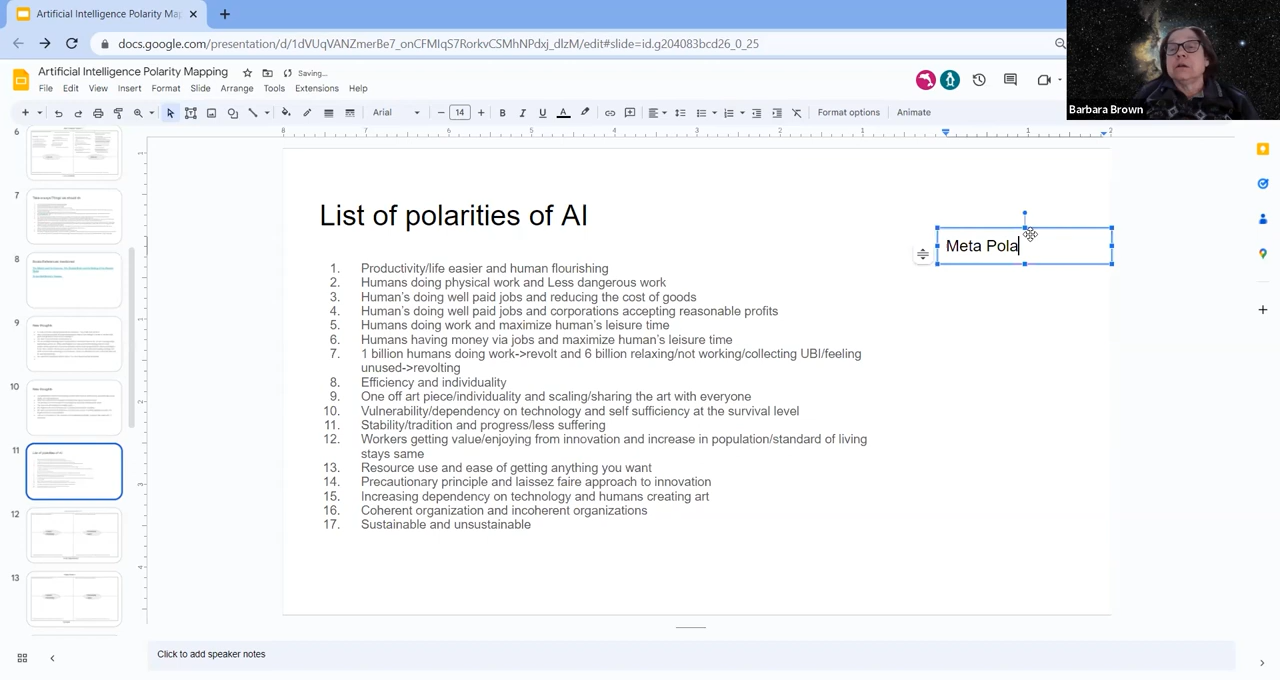 Artificial Intelligence Polarity Map
docs.google.com/presentation/d/1dVUqVANZmerBe7_onCFMIqS7RorkvCSMhNPdxj_dlzM/edit#slide=id.g204083bcd26_0_25
Barbara Brown
Artificial Intelligence Polarity Mapping
Saving...
File Edit View Insert Format Slide Arrange Tools Extensions Help
Arial 14 Format options Animate
List of polarities of AI
Meta Pola
1. Productivity/life easier and human flourishing
2. Humans doing physical work and Less dangerous work
3. Human's doing well paid jobs and reducing the cost of goods
4. Human's doing well paid jobs and corporations accepting reasonable profits
5. Humans doing work and maximize human's leisure time
6. Humans having more jobs and maximize human's leisure time
7. 1 billion humans doing work->revolt and 6 billion relaxing/not working/collecting UBI/feeling
unused->revolting
8. Efficiency and individuality
9. One off art piece/individuality and scaling/sharing the art with everyone
10. Vulnerability/dependency on technology and self sufficiency at the survival level
11. Stability/tradition and progress/less suffering
12. Workers getting value/enjoying from innovation and increase in population/standard of living
stays same
13. Resource use and ease of getting anything you want
14. Precautionary principle and laissez faire approach to innovation
15. Increasing dependency on technology and humans creating art
16. Coherent organization and incoherent organizations
17. Sustainable and unsustainable
6
7
8
9
10
11
12
13
Click to add speaker notes